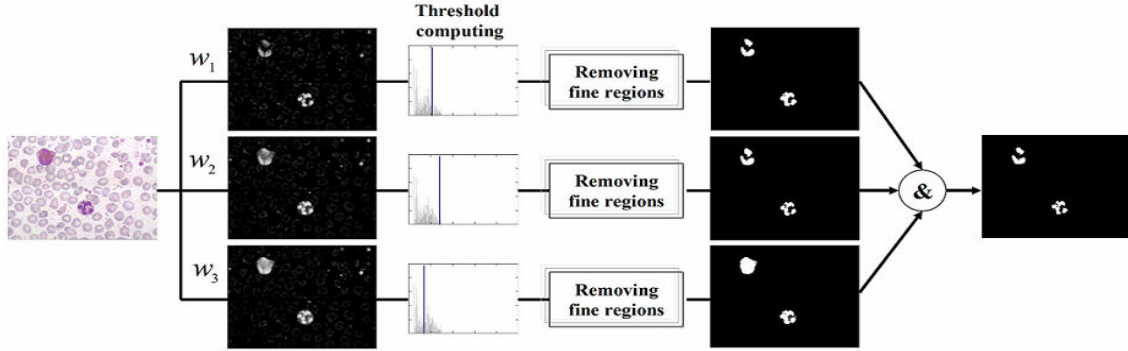 Threshold
computing
w1
Removing
fine regions
w2
Removing
fine regions
&
w3
Removing
fine regions